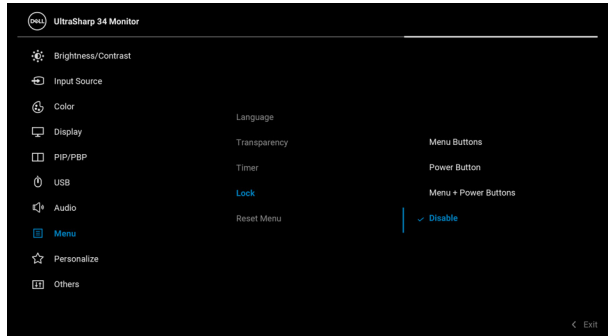 DELL UltraSharp 34 Monitor
Brightness/Contrast
Input Source
Color
Display
PIP/PBP
USB
Audio
Menu
Personalize
Others
Language
Transparency
Timer
Lock
Reset Menu
Menu Buttons
Power Button
Menu + Power Buttons
Disable
Exit